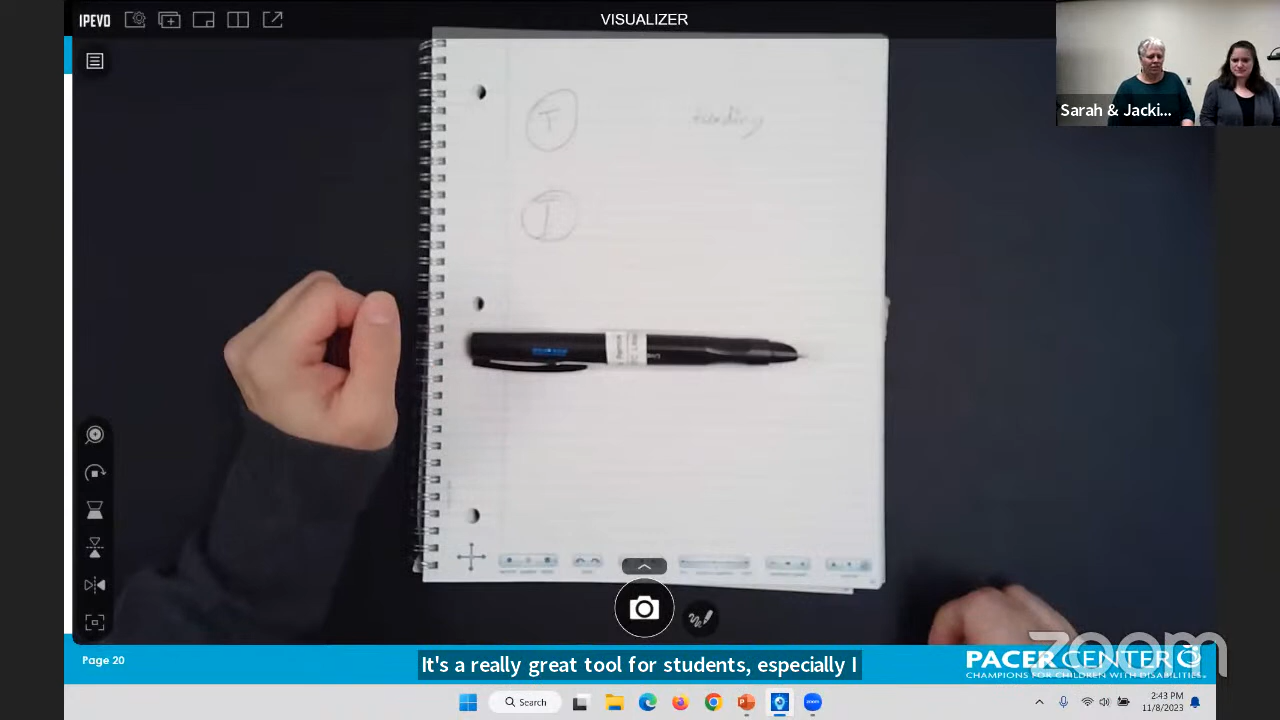 IPEVO
VISUALIZER
Sarah & Jacki...
T
I
Page 20
It's a really great tool for students, especially I
zoom
PACER CENTER
CHAMPIONS FOR CHILDREN WITH DISABILITIES
Search
2:43 PM
11/8/2023